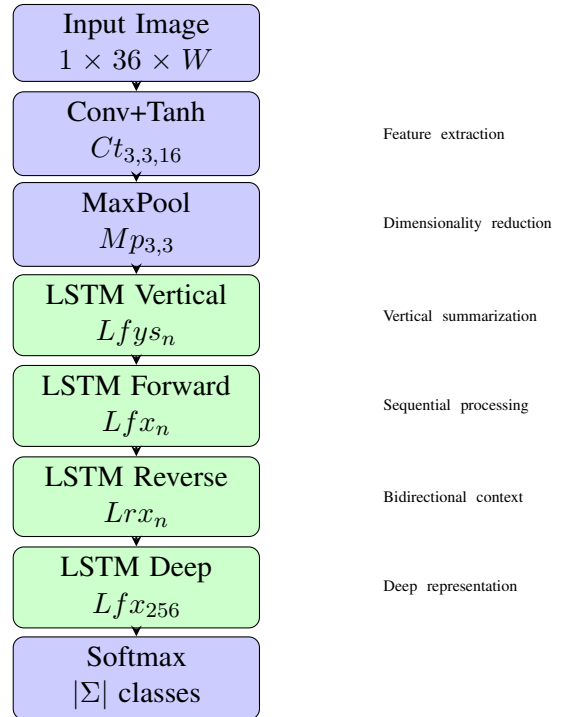 Input Image
1 × 36 × W
Conv+Tanh
Ct₃,₃,₁₆
Feature extraction
MaxPool
Mp₃,₃
Dimensionality reduction
LSTM Vertical
Lfysₙ
Vertical summarization
LSTM Forward
Lfxₙ
Sequential processing
LSTM Reverse
Lrxₙ
Bidirectional context
LSTM Deep
Lfx₂₅₆
Deep representation
Softmax
|Σ| classes